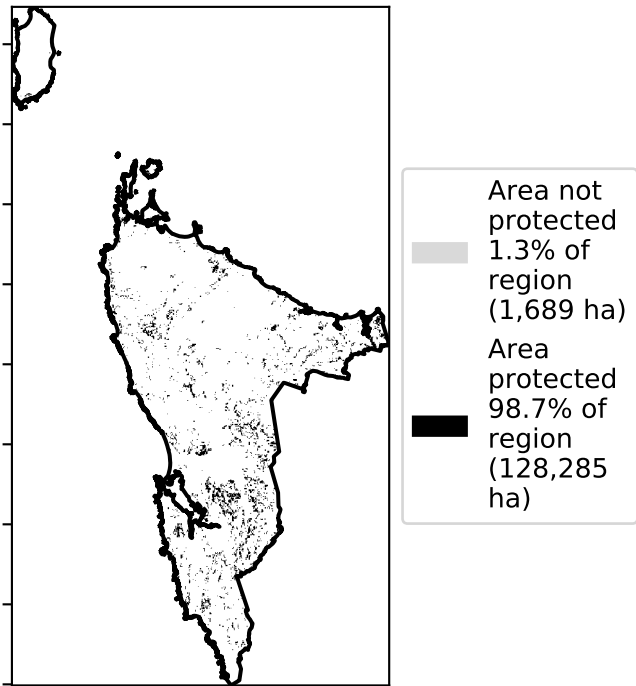 Area not
protected
1.3% of
region
(1,689 ha)
Area
protected
98.7% of
region
(128,285
ha)